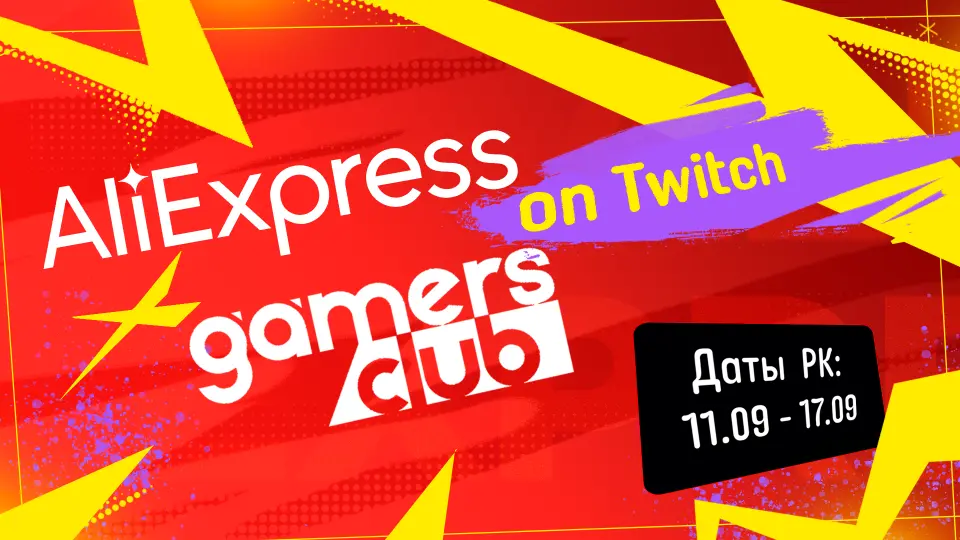 AliExpress
on Twitch
gamers
club
Даты РК:
11.09 - 17.09